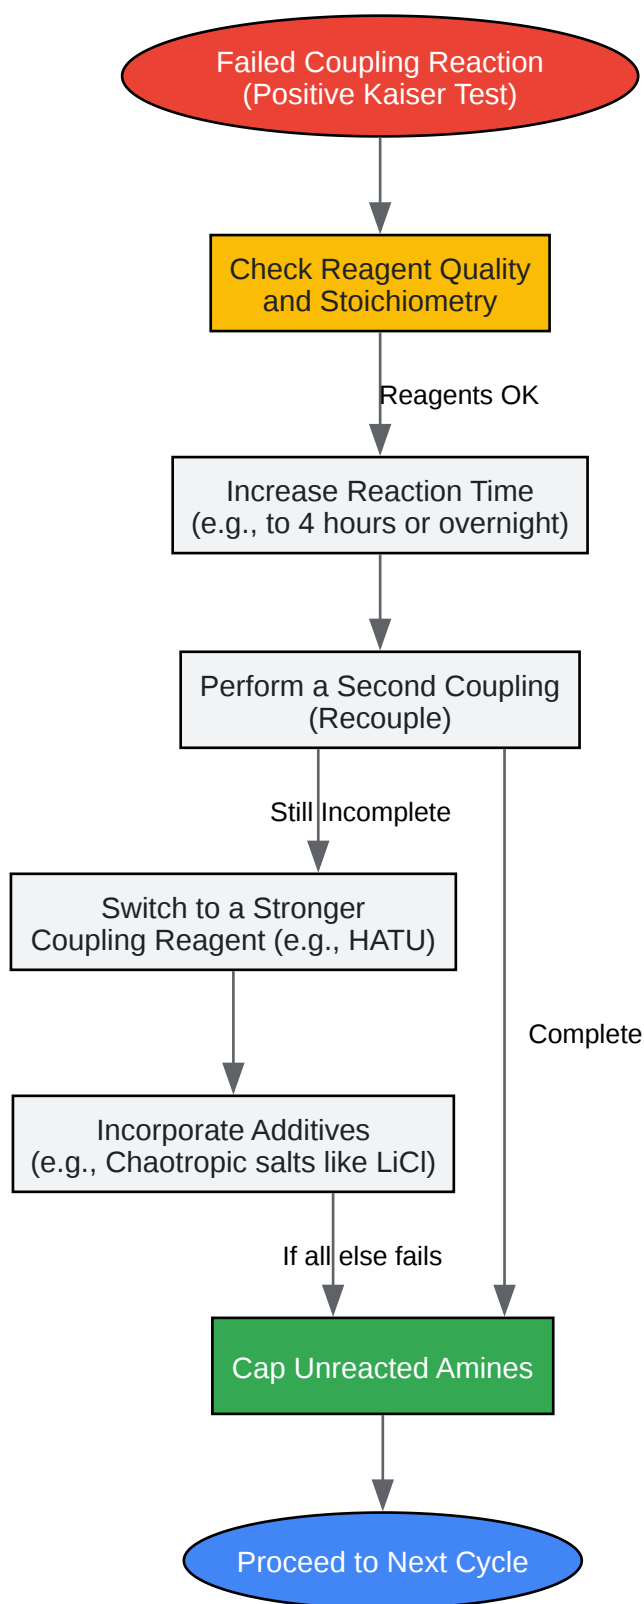 Failed Coupling Reaction
(Positive Kaiser Test)
Check Reagent Quality
and Stoichiometry
Reagents OK
Increase Reaction Time
(e.g., to 4 hours or overnight)
Perform a Second Coupling
(Recouple)
Still Incomplete
Switch to a Stronger
Coupling Reagent (e.g., HATU)
Complete
Incorporate Additives
(e.g., Chaotropic salts like LiCl)
If all else fails
Cap Unreacted Amines
Proceed to Next Cycle